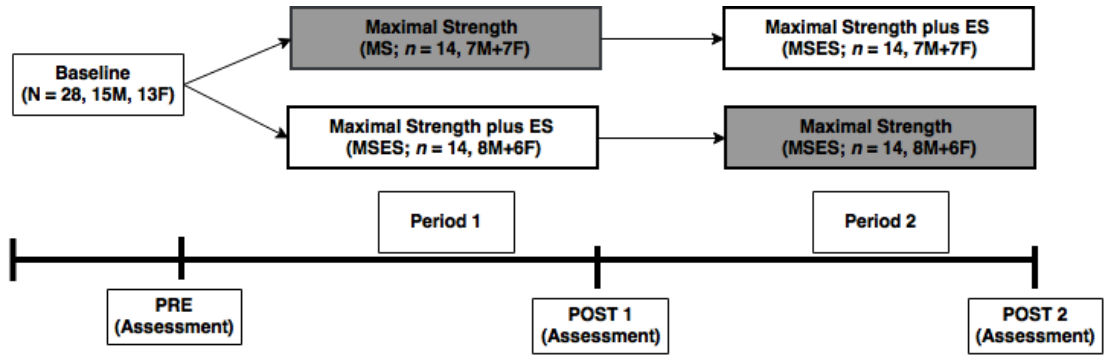 Maximal Strength
(MS; n = 14, 7M+7F)
Maximal Strength plus ES
(MSES; n = 14, 7M+7F)
Baseline
(N = 28, 15M, 13F)
Maximal Strength plus ES
(MSES; n = 14, 8M+6F)
Maximal Strength
(MSES; n = 14, 8M+6F)
Period 1
Period 2
PRE
(Assessment)
POST 1
(Assessment)
POST 2
(Assessment)